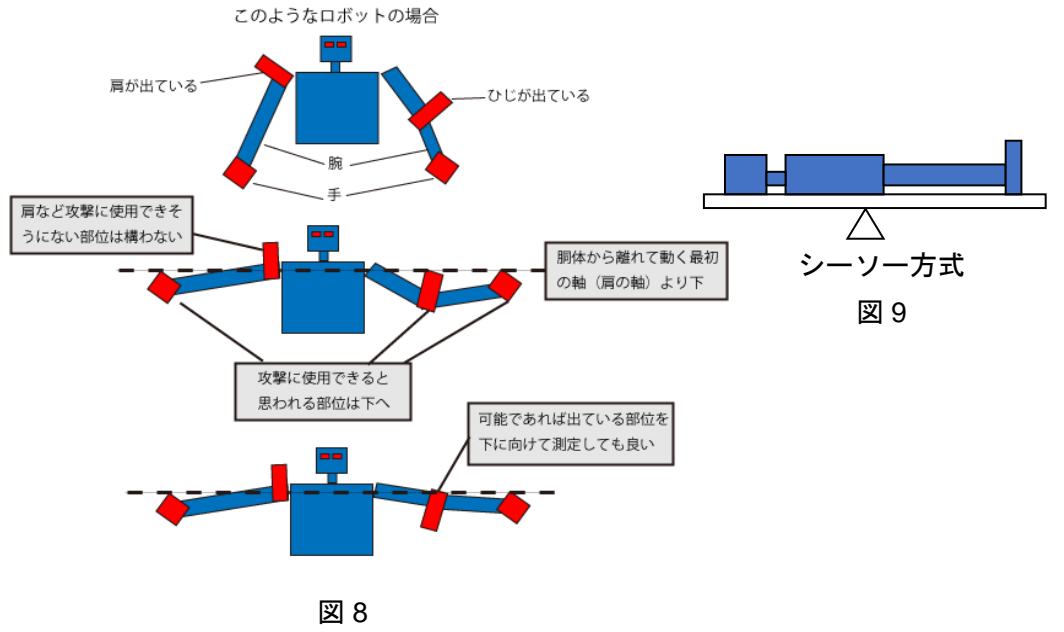 このようなロボットの場合
肩が出ている
ひじが出ている
腕
手
肩など攻撃に使用できそ
うにない部位は構わない
胴体から離れて動く最初
の軸（肩の軸）より下
攻撃に使用できると
思われる部位は下へ
可能であれば出ている部位を
下に向けて測定しても良い
図 8
シーソー方式
図 9